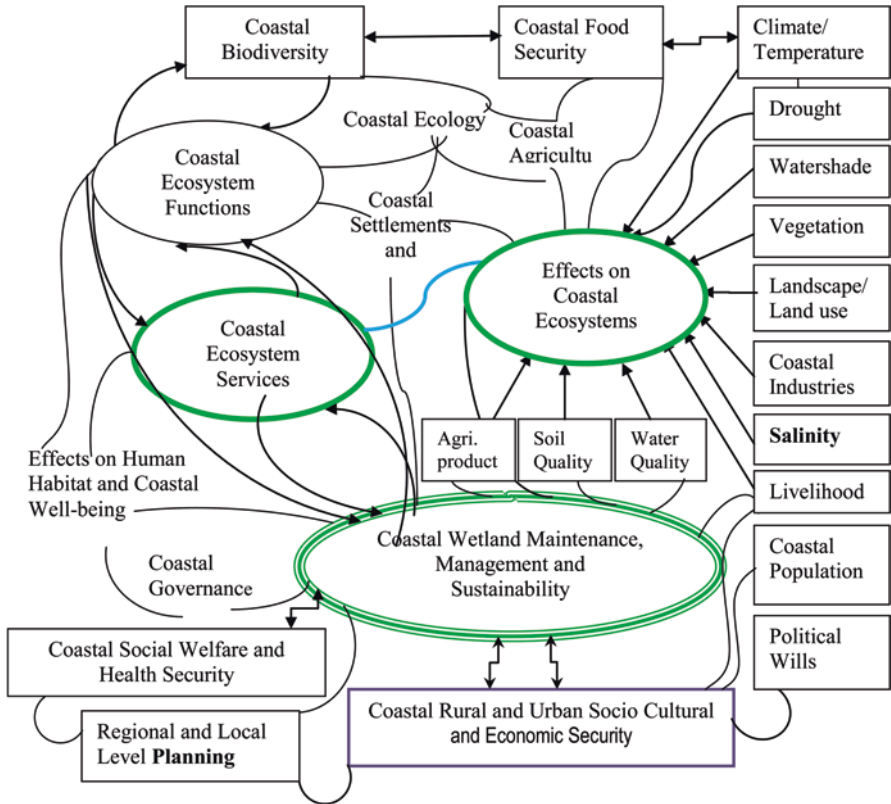 Coastal
Biodiversity
Coastal Food
Security
Climate/
Temperature
Drought
Coastal Ecology
Coastal
Agricultu
Coastal
Ecosystem
Functions
Watershade
Coastal
Settlements
and
Vegetation
Effects on
Coastal
Ecosystems
Landscape/
Land use
Coastal
Ecosystem
Services
Coastal
Industries
Agri.
product
Soil
Quality
Water
Quality
Salinity
Effects on Human
Habitat and Coastal
Well-being
Livelihood
Coastal Wetland Maintenance,
Management and
Sustainability
Coastal
Population
Coastal
Governance
Coastal Social Welfare and
Health Security
Political
Wills
Regional and Local
Level Planning
Coastal Rural and Urban Socio Cultural
and Economic Security